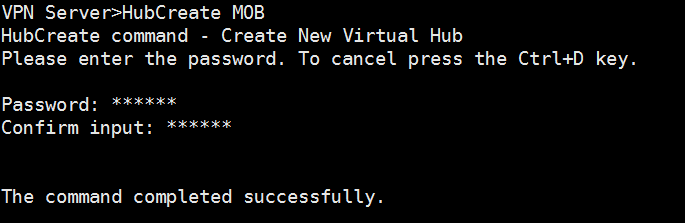 VPN Server>HubCreate MOB
HubCreate command - Create New Virtual Hub
Please enter the password. To cancel press the Ctrl+D key.
Password: ******
Confirm input: ******
The command completed successfully.